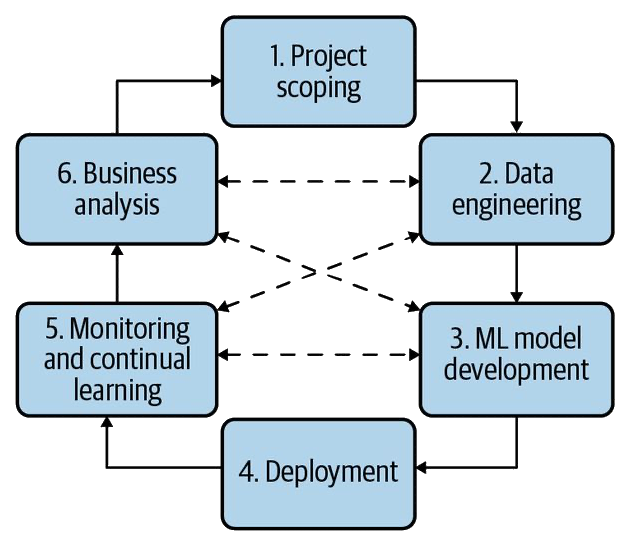 1. Project
scoping
2. Data
engineering
3. ML model
development
4. Deployment
5. Monitoring
and continual
learning
6. Business
analysis